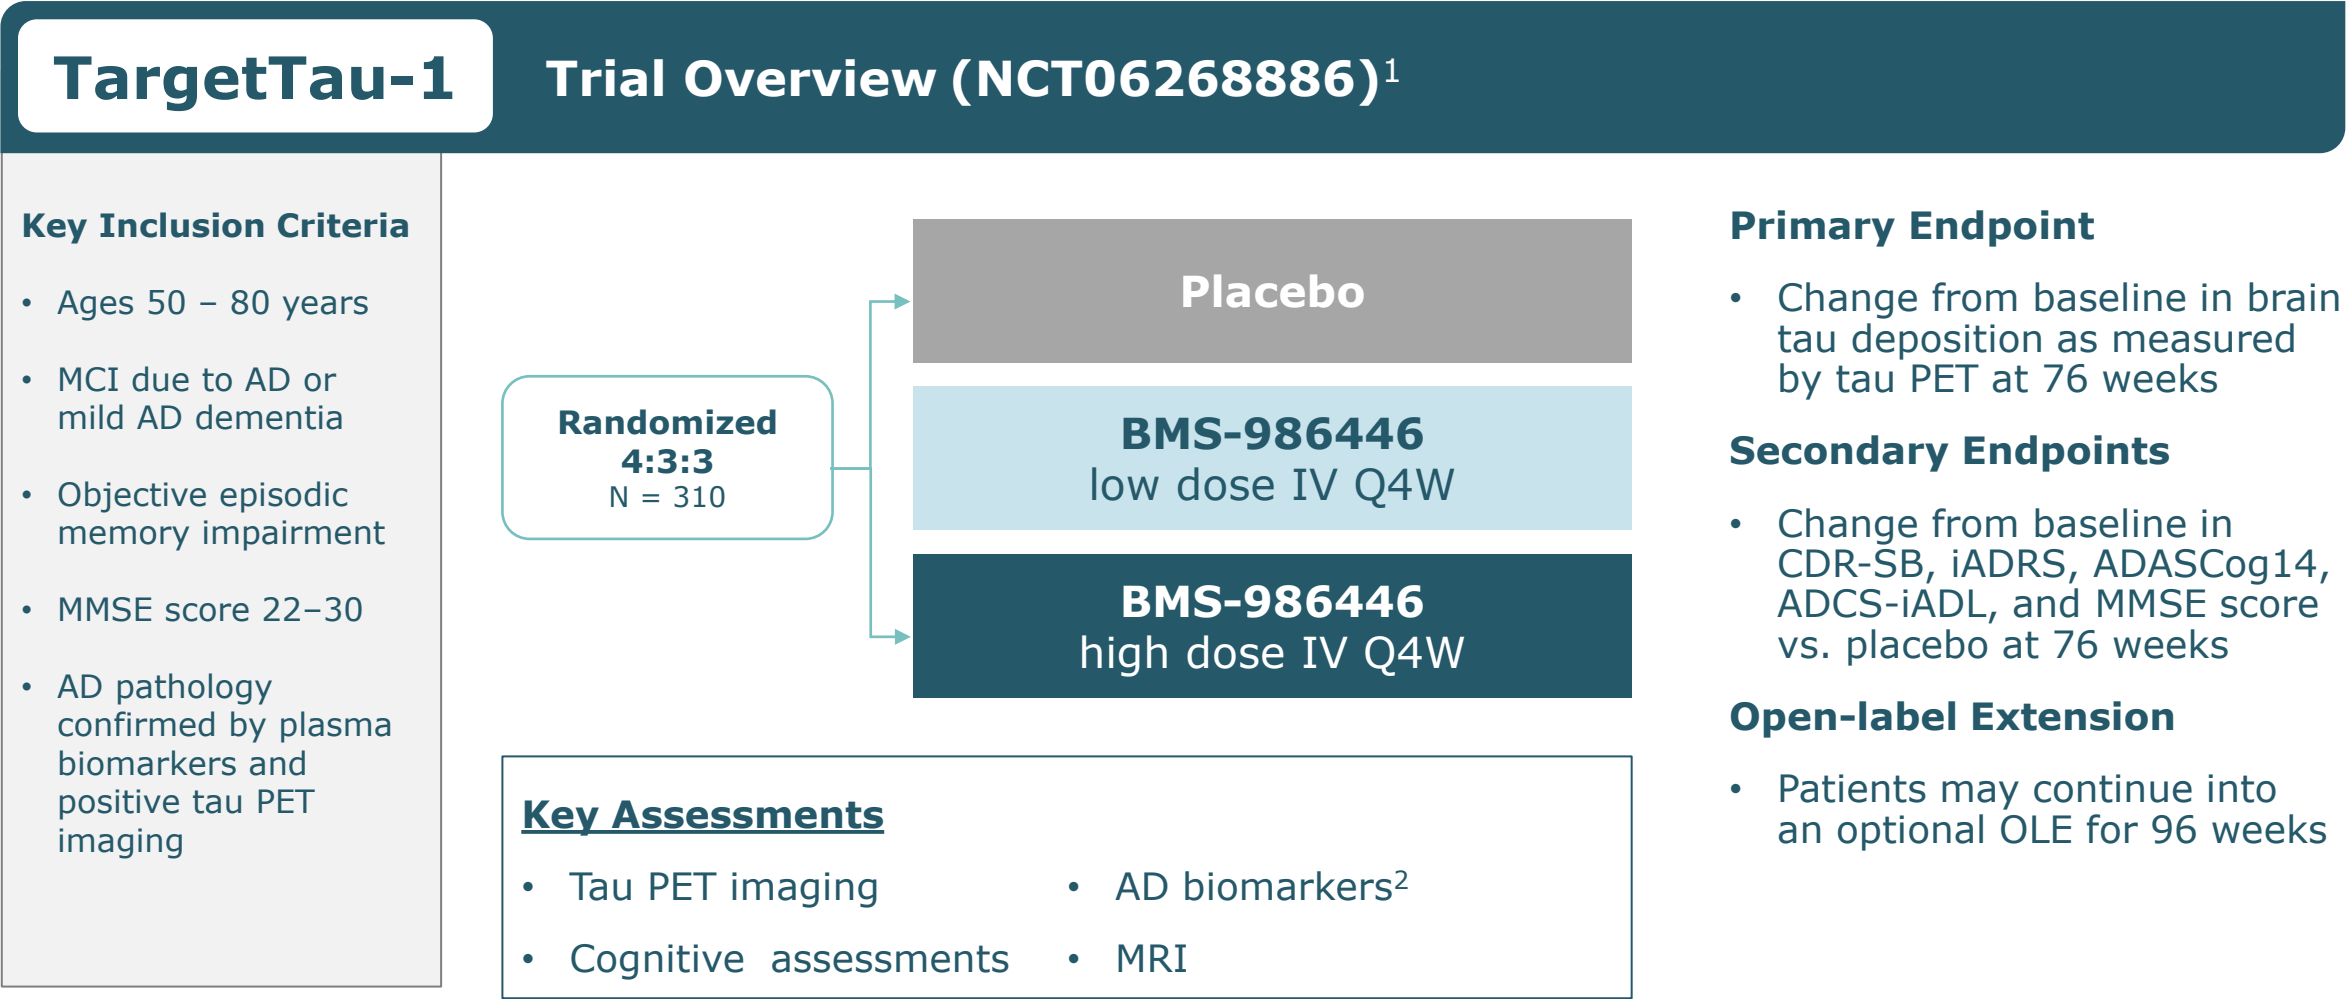 TargetTau-1
Trial Overview (NCT06268886)¹
Key Inclusion Criteria
• Ages 50 – 80 years
• MCI due to AD or
mild AD dementia
• Objective episodic
memory impairment
• MMSE score 22–30
• AD pathology
confirmed by plasma
biomarkers and
positive tau PET
imaging
Randomized
4:3:3
N = 310
Placebo
BMS-986446
low dose IV Q4W
BMS-986446
high dose IV Q4W
Key Assessments
• Tau PET imaging
• Cognitive assessments
• AD biomarkers²
• MRI
Primary Endpoint
• Change from baseline in brain
tau deposition as measured
by tau PET at 76 weeks
Secondary Endpoints
• Change from baseline in
CDR-SB, iADRS, ADASCog14,
ADCS-iADL, and MMSE score
vs. placebo at 76 weeks
Open-label Extension
• Patients may continue into
an optional OLE for 96 weeks